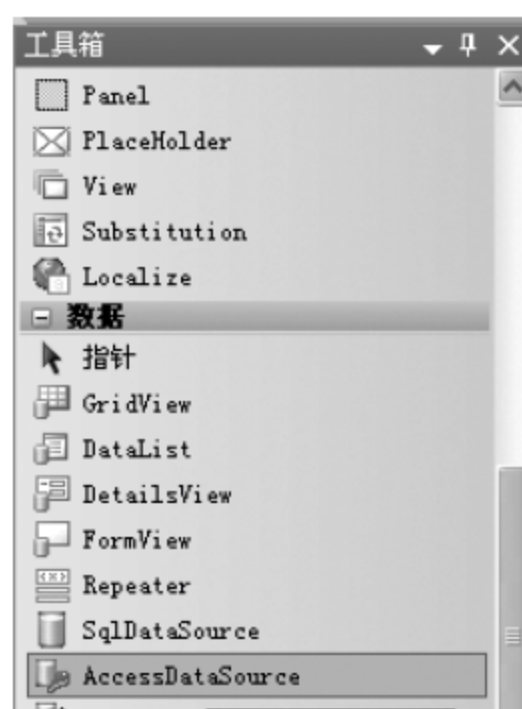 工具箱
Panel
PlaceHolder
View
Substitution
Localize
数据
指针
GridView
DataList
DetailsView
FormView
Repeater
SqlDataSource
AccessDataSource